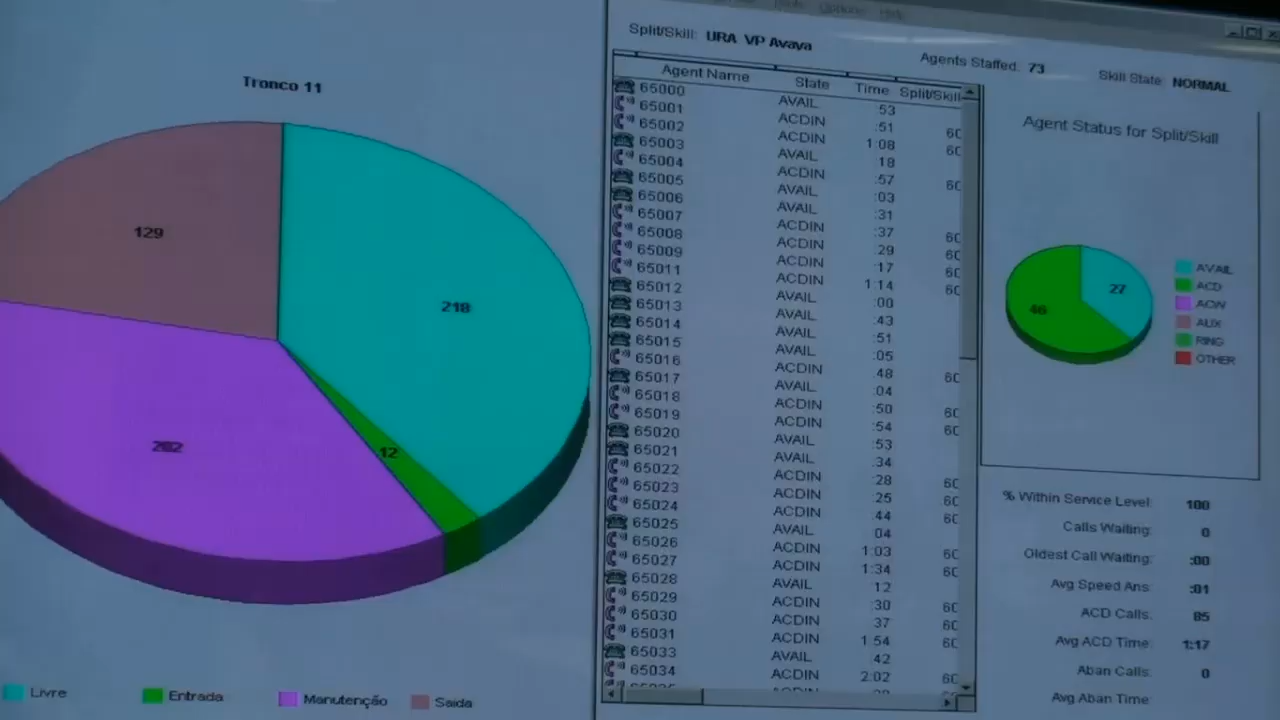 Tronco 11
129
218
202
12
Livre Entrada Manutenção Saida
Options Help
Split/Skill: URA VP Avaya
Agents Staffed: 73
Skill State: NORMAL
Agent Name State Time Split/Skill
65000 AVAIL :53
65001 ACDIN :51 60
65002 ACDIN 1:08 60
65003 AVAIL :18
65004 ACDIN :57 60
65005 AVAIL :03
65006 AVAIL :31
65007 ACDIN :37 60
65008 ACDIN :29 60
65009 ACDIN :17 60
65011 ACDIN 1:14 60
65012 AVAIL :00
65013 AVAIL :43
65014 AVAIL :51
65015 AVAIL :05
65016 ACDIN :48 60
65017 AVAIL :04
65018 ACDIN :50 60
65019 ACDIN :54 60
65020 AVAIL :53
65021 AVAIL :34
65022 ACDIN :28 60
65023 ACDIN :25 60
65024 ACDIN :44 60
65025 AVAIL :04
65026 ACDIN 1:03 60
65027 ACDIN 1:34 60
65028 AVAIL :12
65029 ACDIN :30 60
65030 ACDIN :37 60
65031 ACDIN 1:54 60
65033 AVAIL :42
65034 ACDIN 2:02 60
Agent Status for Split/Skill
27
46
AVAIL
ACD
ACW
AUX
RING
OTHER
% Within Service Level: 100
Calls Waiting: 0
Oldest Call Waiting: :00
Avg Speed Ans: :01
ACD Calls: 85
Avg ACD Time: 1:17
Aban Calls: 0
Avg Aban Time: